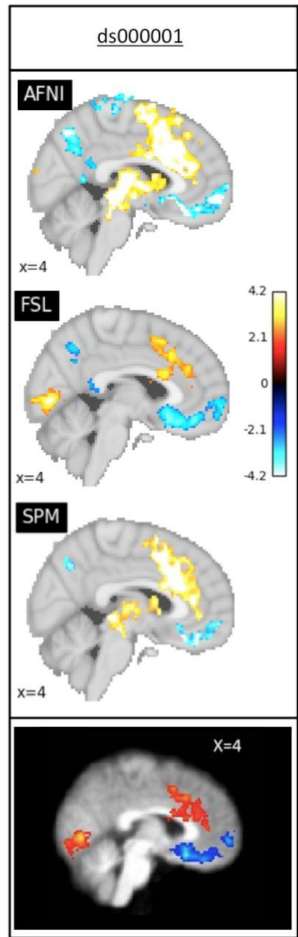 ds000001
AFNI
x=4
FSL
4.2
2.1
0
-2.1
-4.2
x=4
SPM
x=4
X=4